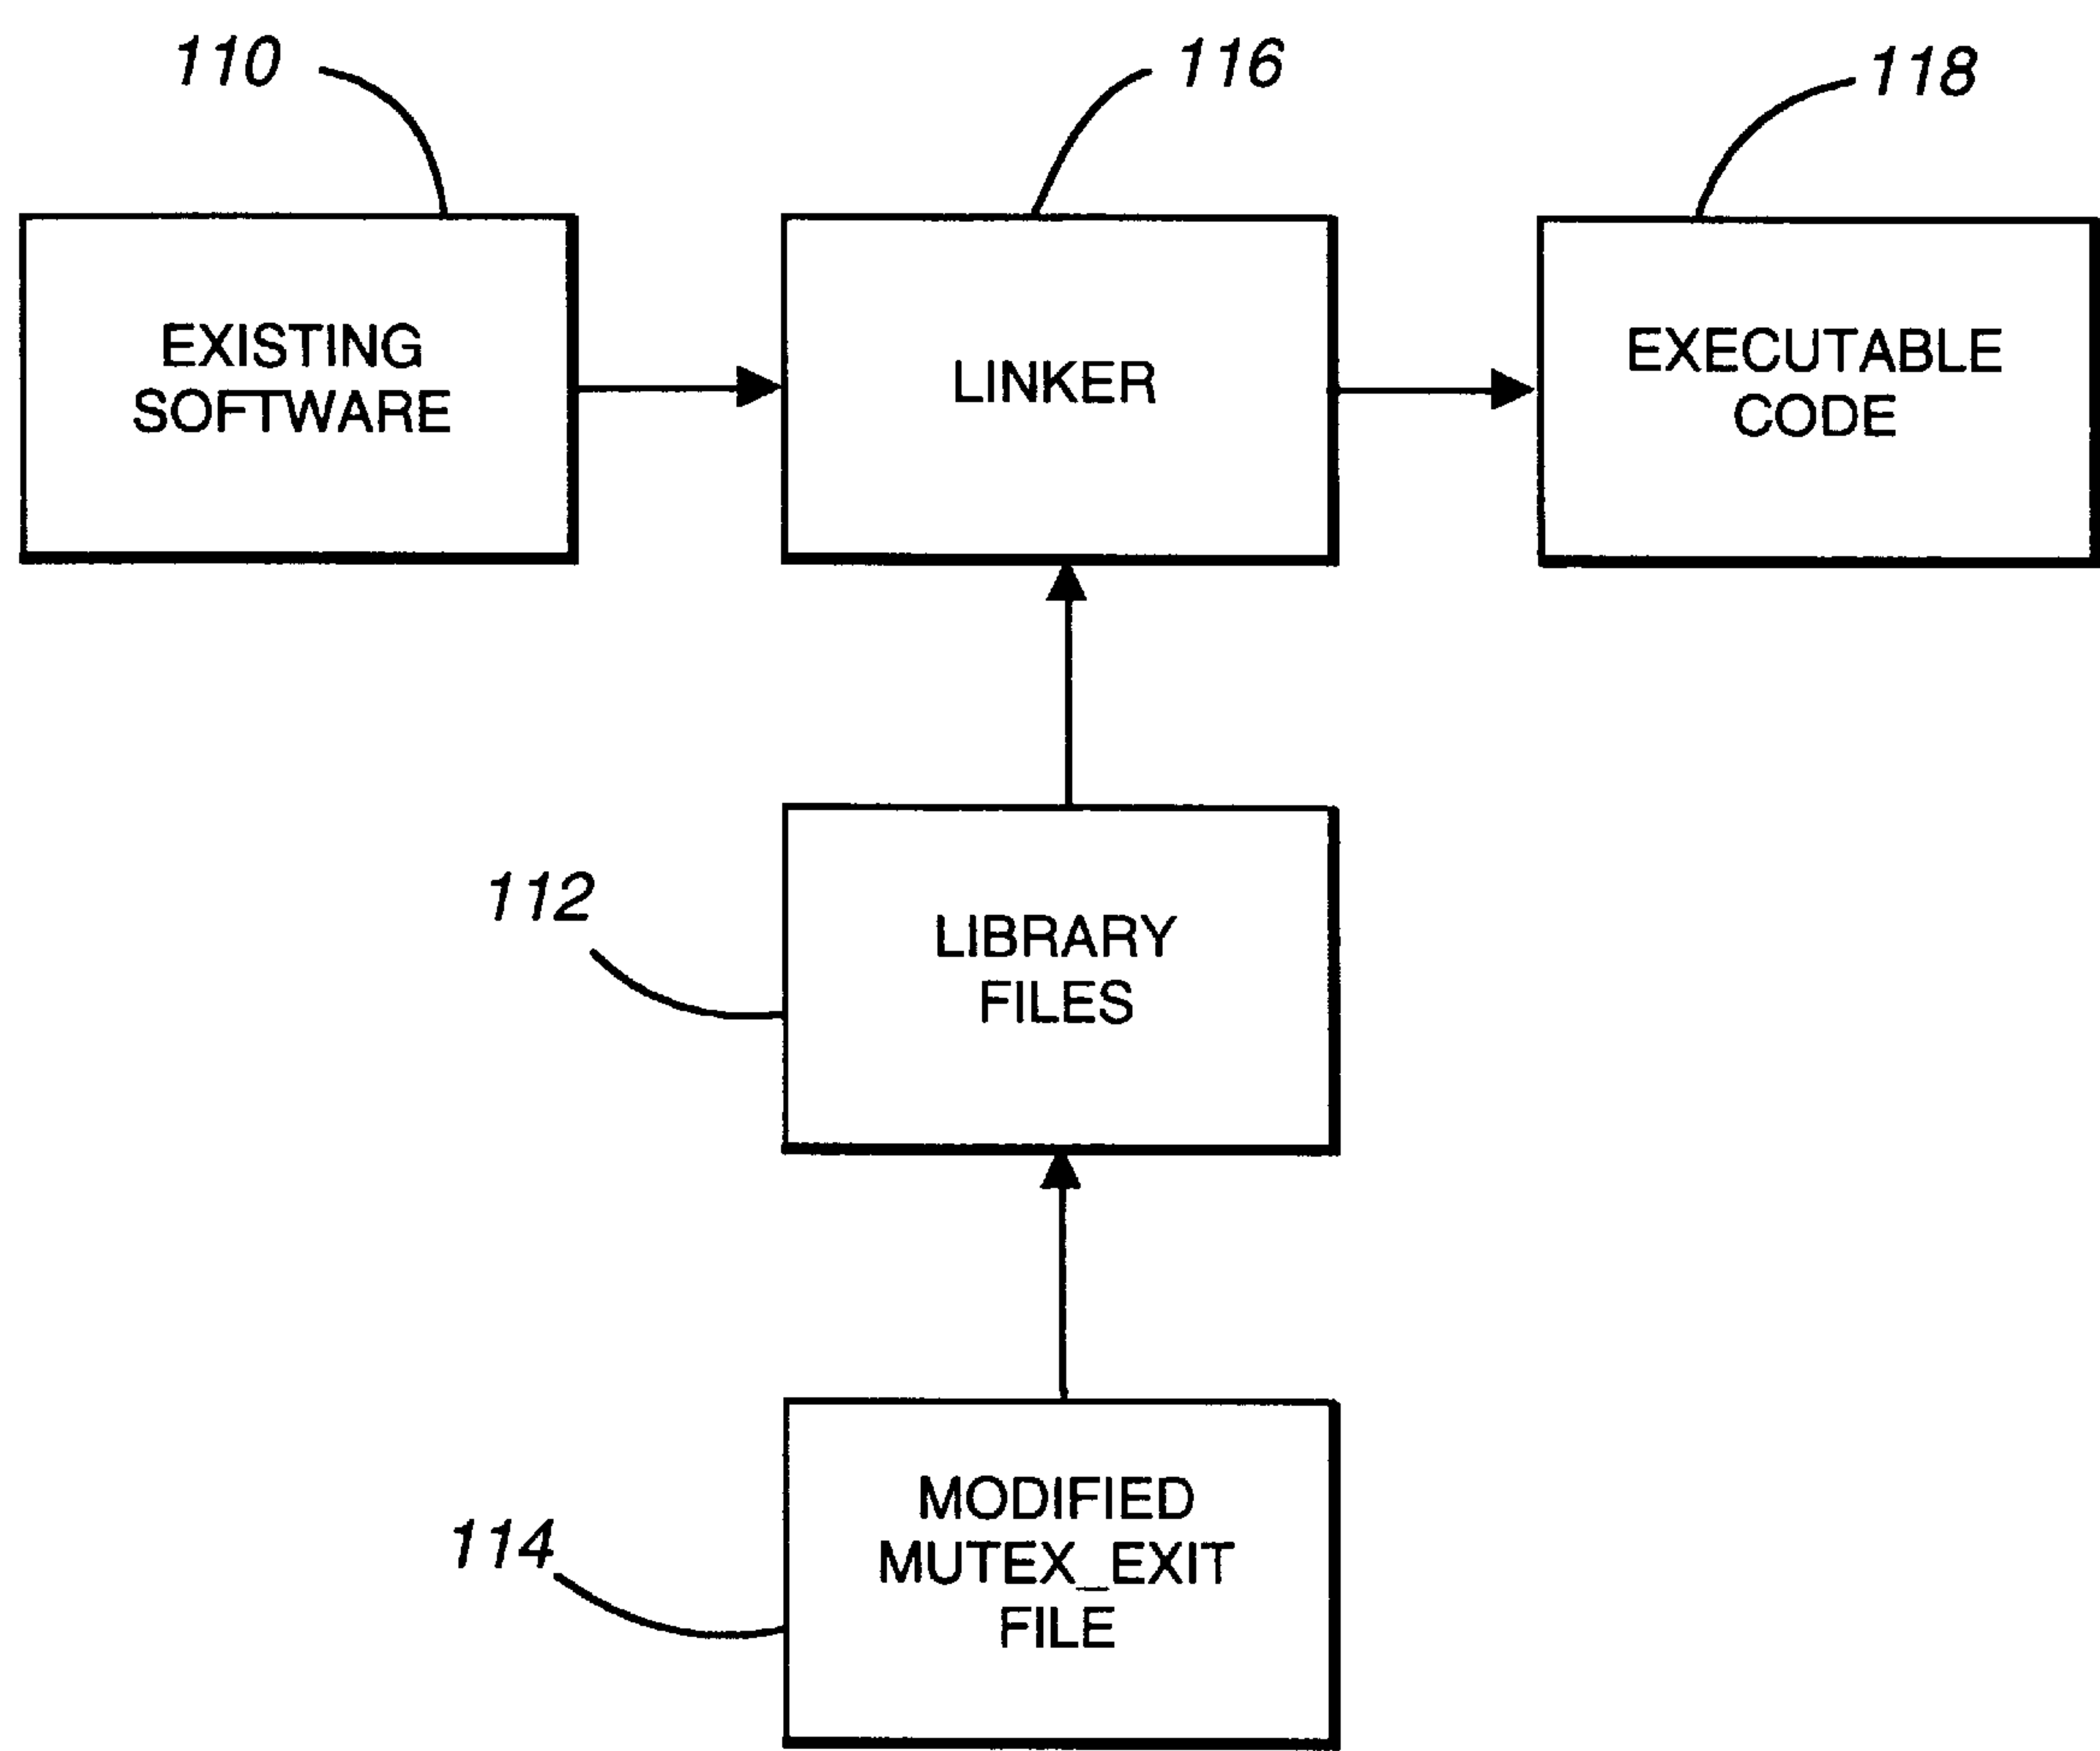 110
116
118
EXISTING
SOFTWARE
LINKER
EXECUTABLE
CODE
112
LIBRARY
FILES
114
MODIFIED
MUTEX_EXIT
FILE